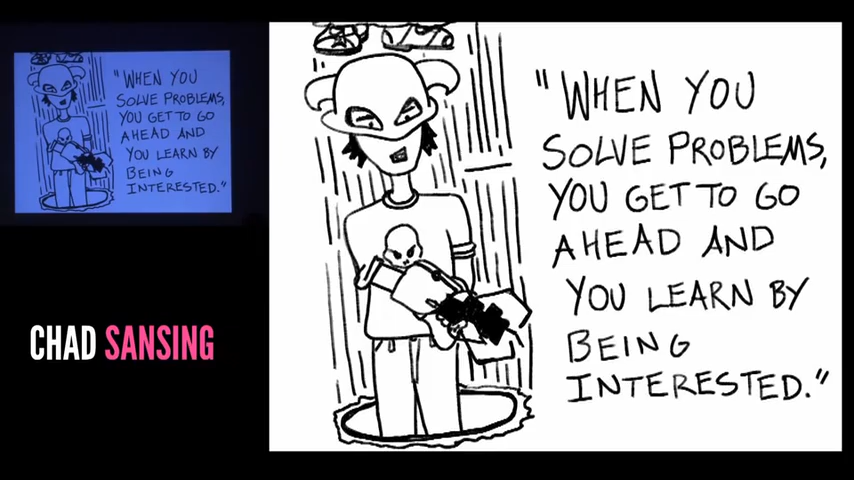 "WHEN YOU
SOLVE PROBLEMS,
YOU GET TO GO
AHEAD AND
YOU LEARN BY
BEING
INTERESTED."
CHAD SANSING
"WHEN YOU
SOLVE PROBLEMS,
YOU GET TO GO
AHEAD AND
YOU LEARN BY
BEING
INTERESTED."